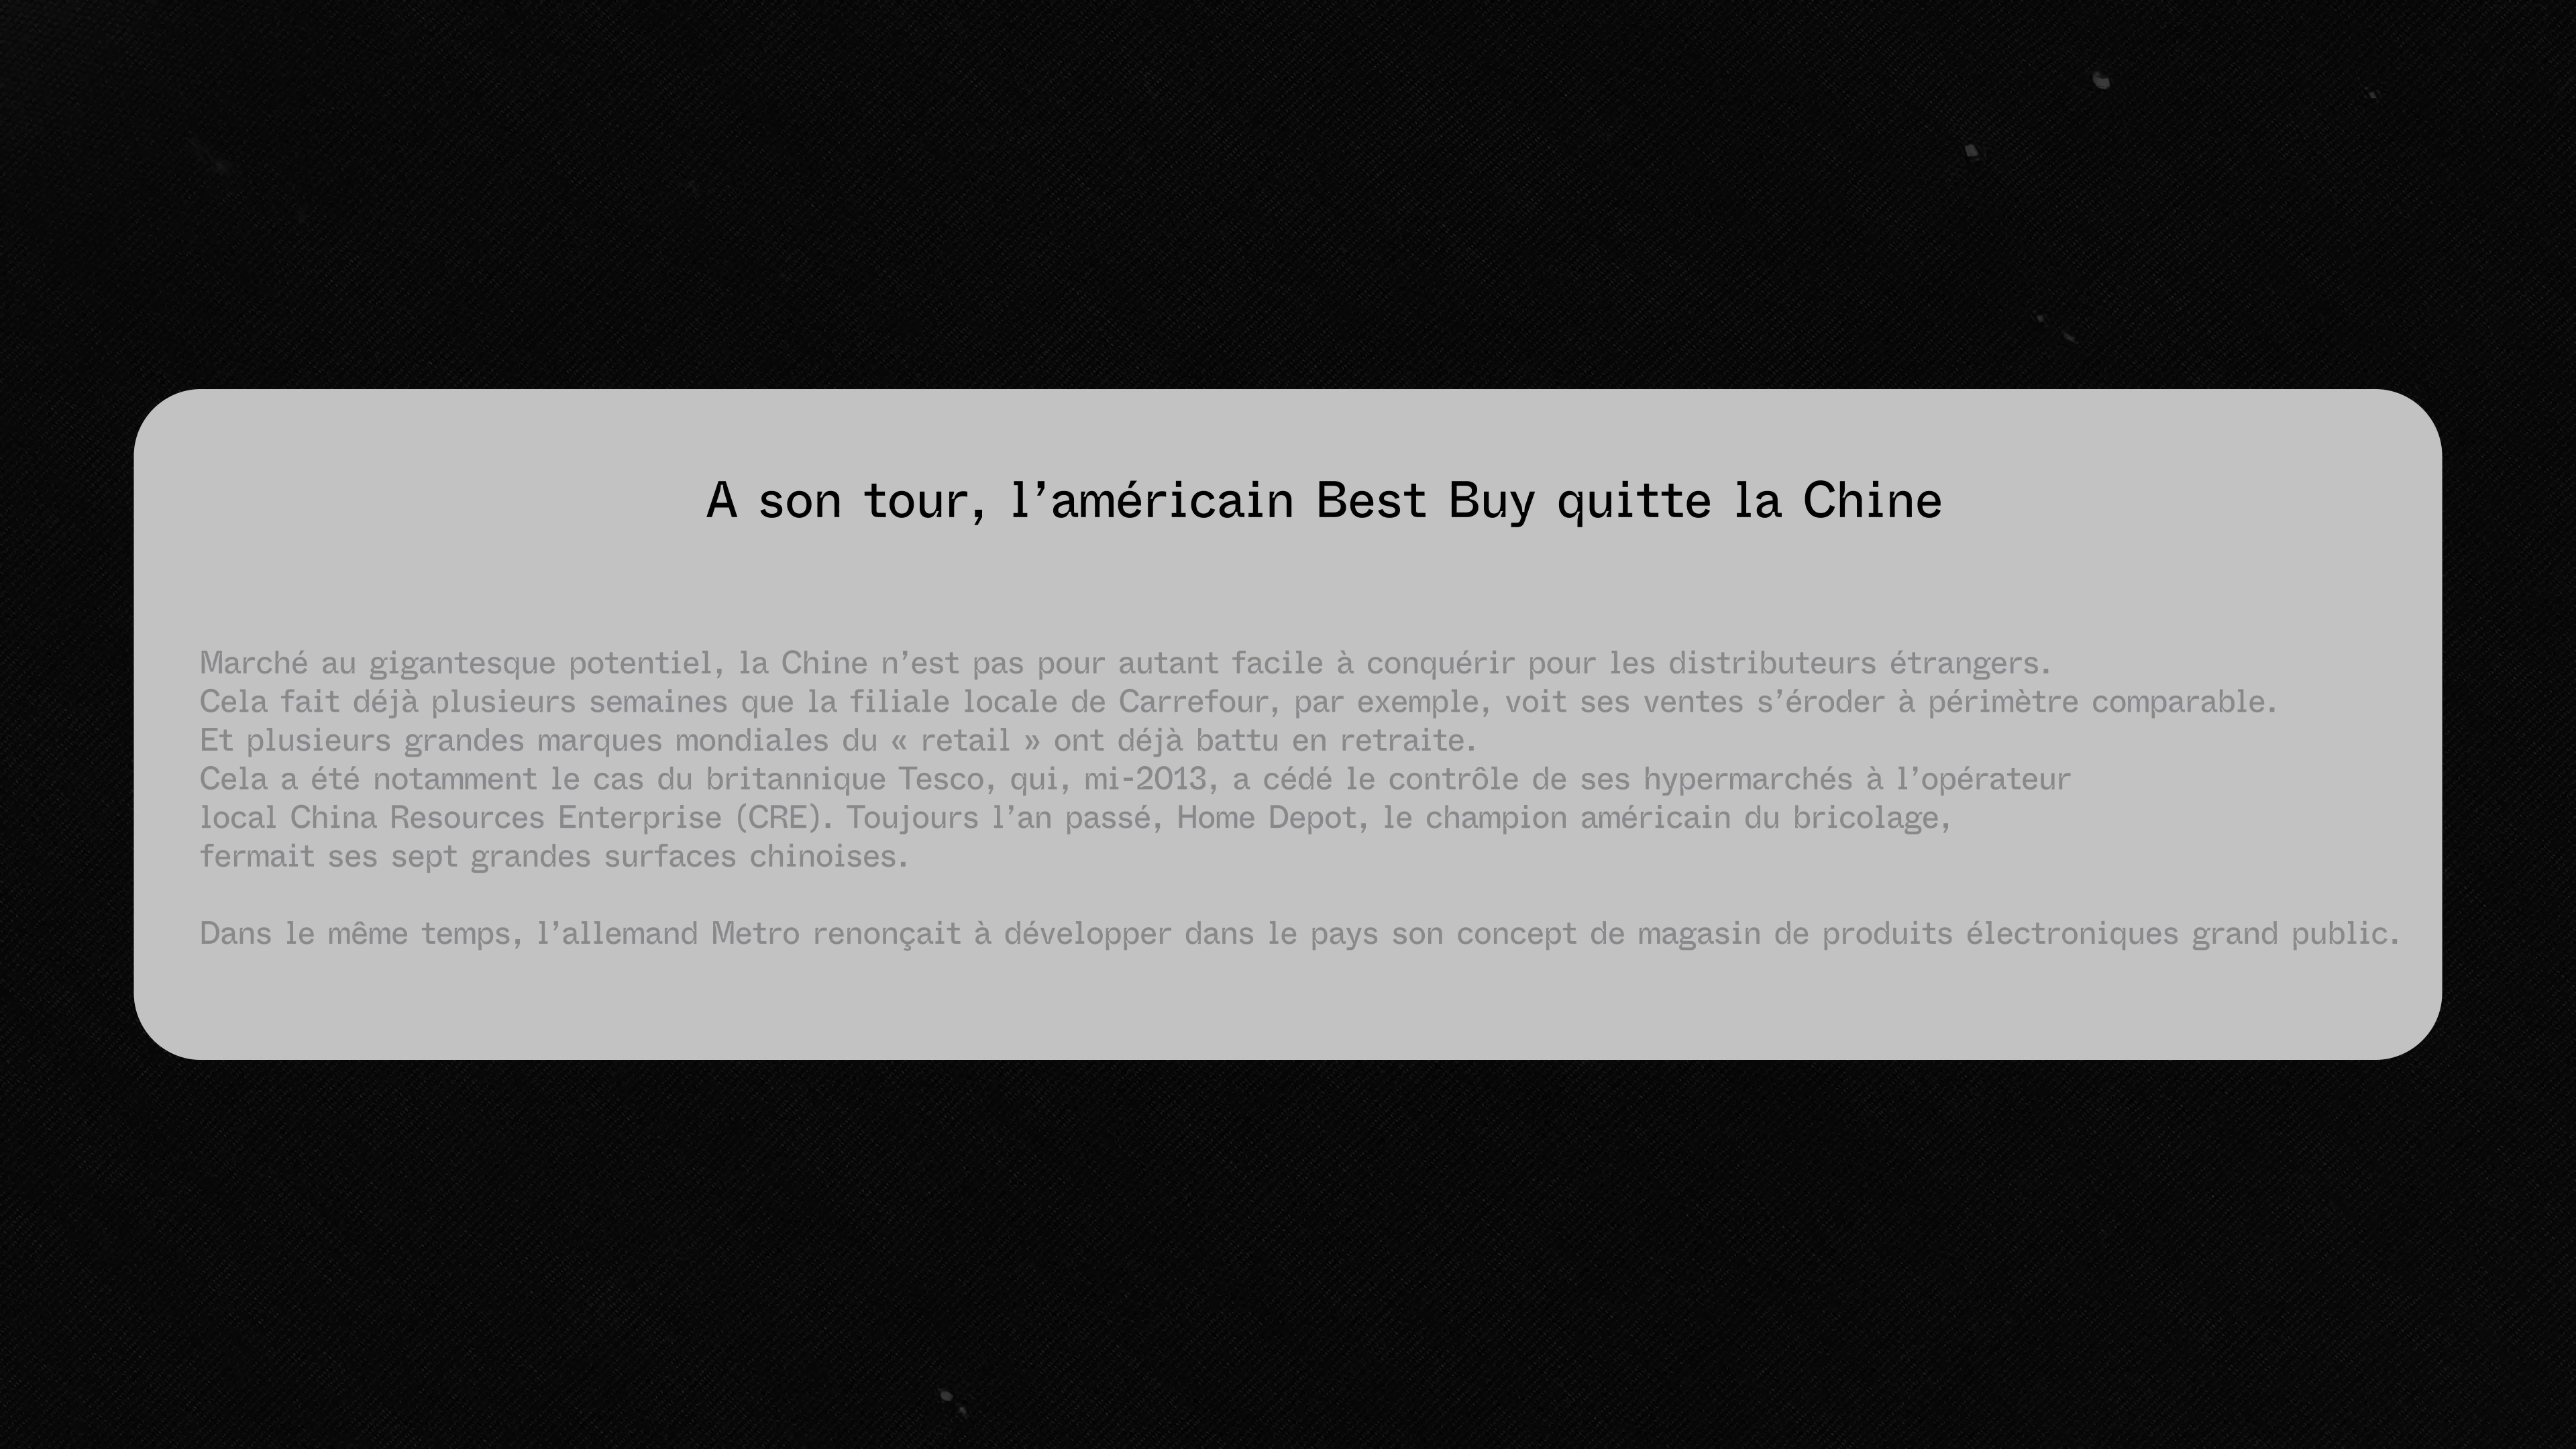 A son tour, l’américain Best Buy quitte la Chine
Marché au gigantesque potentiel, la Chine n’est pas pour autant facile à conquérir pour les distributeurs étrangers.
Cela fait déjà plusieurs semaines que la filiale locale de Carrefour, par exemple, voit ses ventes s’éroder à périmètre comparable.
Et plusieurs grandes marques mondiales du « retail » ont déjà battu en retraite.
Cela a été notamment le cas du britannique Tesco, qui, mi-2013, a cédé le contrôle de ses hypermarchés à l’opérateur
local China Resources Enterprise (CRE). Toujours l’an passé, Home Depot, le champion américain du bricolage,
fermait ses sept grandes surfaces chinoises.
Dans le même temps, l’allemand Metro renonçait à développer dans le pays son concept de magasin de produits électroniques grand public.